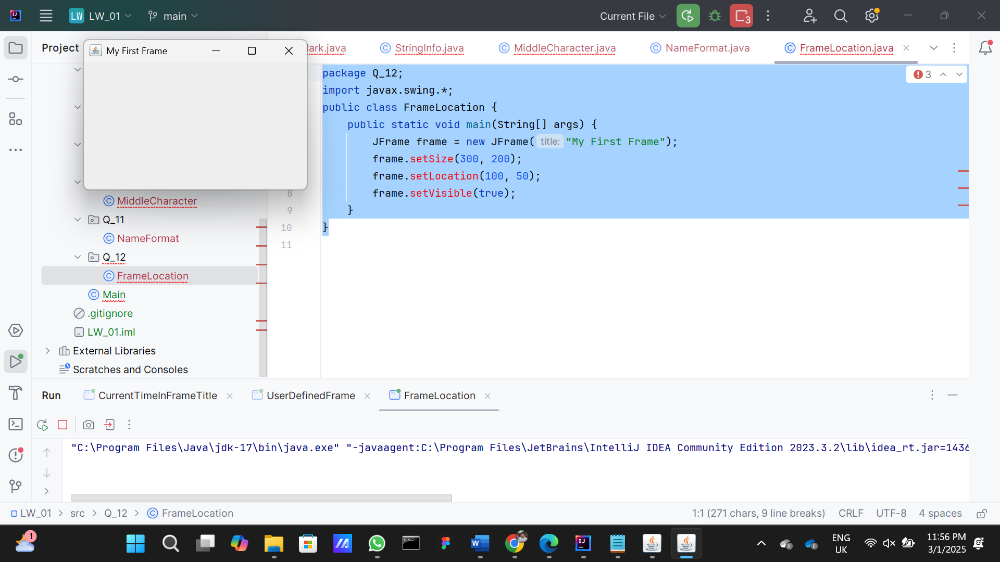 LW LW_01 main Current File 3
Project
My First Frame
Mark.java StringInfo.java MiddleCharacter.java NameFormat.java FrameLocation.java
package Q_12;
3
import javax.swing.*;
public class FrameLocation {
public static void main(String[] args) {
JFrame frame = new JFrame( title: "My First Frame");
frame.setSize(300, 200);
frame.setLocation(100, 50);
8 frame.setVisible(true);
9 }
10 }
11
MiddleCharacter
Q_11
NameFormat
Q_12
FrameLocation
Main
.gitignore
LW_01.iml
External Libraries
Scratches and Consoles
Run CurrentTimeInFrameTitle UserDefinedFrame FrameLocation
"C:\Program Files\Java\jdk-17\bin\java.exe" "-javaagent:C:\Program Files\JetBrains\IntelliJ IDEA Community Edition 2023.3.2\lib\idea_rt.jar=1436
LW_01 > src > Q_12 > FrameLocation 1:1 (271 chars, 9 line breaks) CRLF UTF-8 4 spaces
1 ENG 11:56 PM
UK 3/1/2025